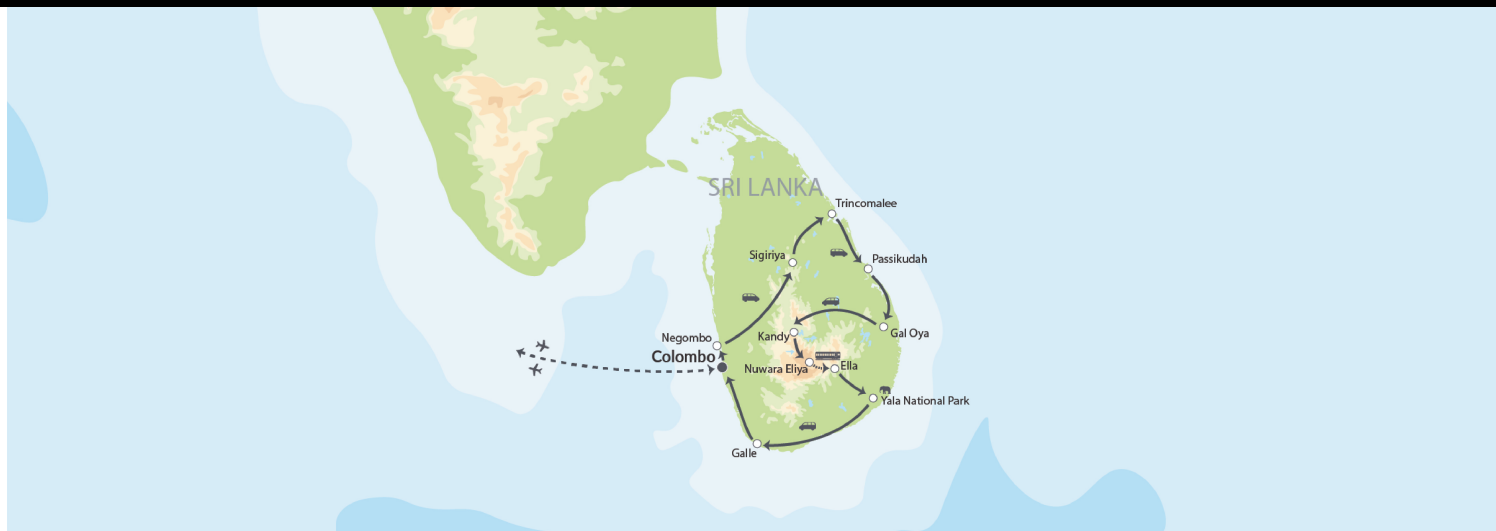 SRI LANKA
Trincomalee
Sigiriya
Passikudah
Kandy
Gal Oya
Negombo
Colombo
Nuwara Eliya
Ella
Yala National Park
Galle